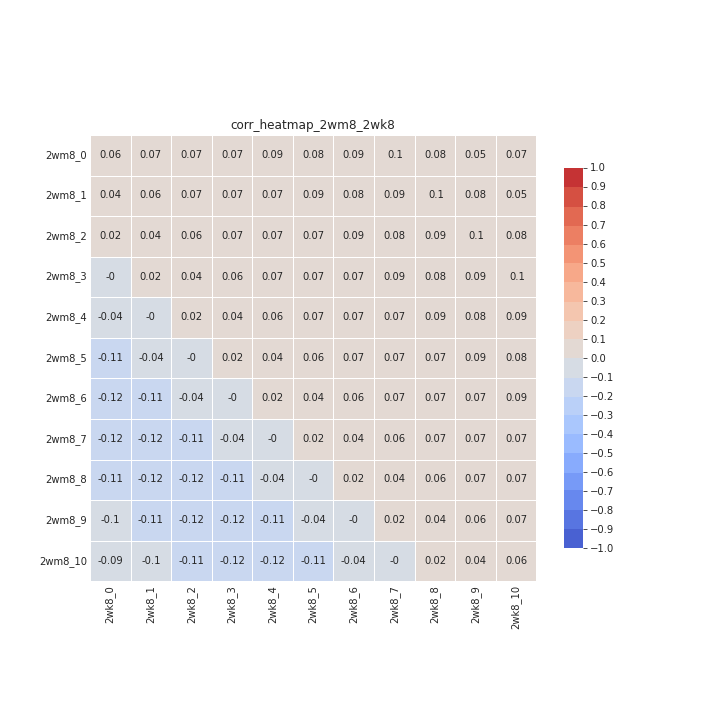 corr_heatmap_2wm8_2wk8
2wm8_0 0.06 0.07 0.07 0.07 0.09 0.08 0.09 0.1 0.08 0.05 0.07
2wm8_1 0.04 0.06 0.07 0.07 0.07 0.09 0.08 0.09 0.1 0.08 0.05
2wm8_2 0.02 0.04 0.06 0.07 0.07 0.07 0.09 0.08 0.09 0.1 0.08
2wm8_3 -0 0.02 0.04 0.06 0.07 0.07 0.07 0.09 0.08 0.09 0.1
2wm8_4 -0.04 -0 0.02 0.04 0.06 0.07 0.07 0.07 0.09 0.08 0.09
2wm8_5 -0.11 -0.04 -0 0.02 0.04 0.06 0.07 0.07 0.07 0.09 0.08
2wm8_6 -0.12 -0.11 -0.04 -0 0.02 0.04 0.06 0.07 0.07 0.07 0.09
2wm8_7 -0.12 -0.12 -0.11 -0.04 -0 0.02 0.04 0.06 0.07 0.07 0.07
2wm8_8 -0.11 -0.12 -0.12 -0.11 -0.04 -0 0.02 0.04 0.06 0.07 0.07
2wm8_9 -0.1 -0.11 -0.12 -0.12 -0.11 -0.04 -0 0.02 0.04 0.06 0.07
2wm8_10 -0.09 -0.1 -0.11 -0.12 -0.12 -0.11 -0.04 -0 0.02 0.04 0.06
2wk8_0 2wk8_1 2wk8_2 2wk8_3 2wk8_4 2wk8_5 2wk8_6 2wk8_7 2wk8_8 2wk8_9 2wk8_10
1.0
0.9
0.8
0.7
0.6
0.5
0.4
0.3
0.2
0.1
0.0
−0.1
−0.2
−0.3
−0.4
−0.5
−0.6
−0.7
−0.8
−0.9
−1.0